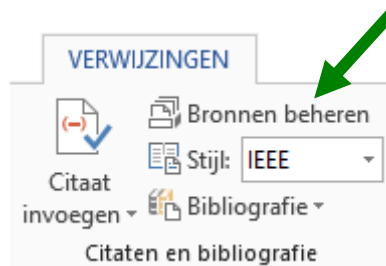 VERWIJZINGEN
Citaat
invoegen
Bronnen beheren
Stijl: IEEE
Bibliografie
Citaten en bibliografie